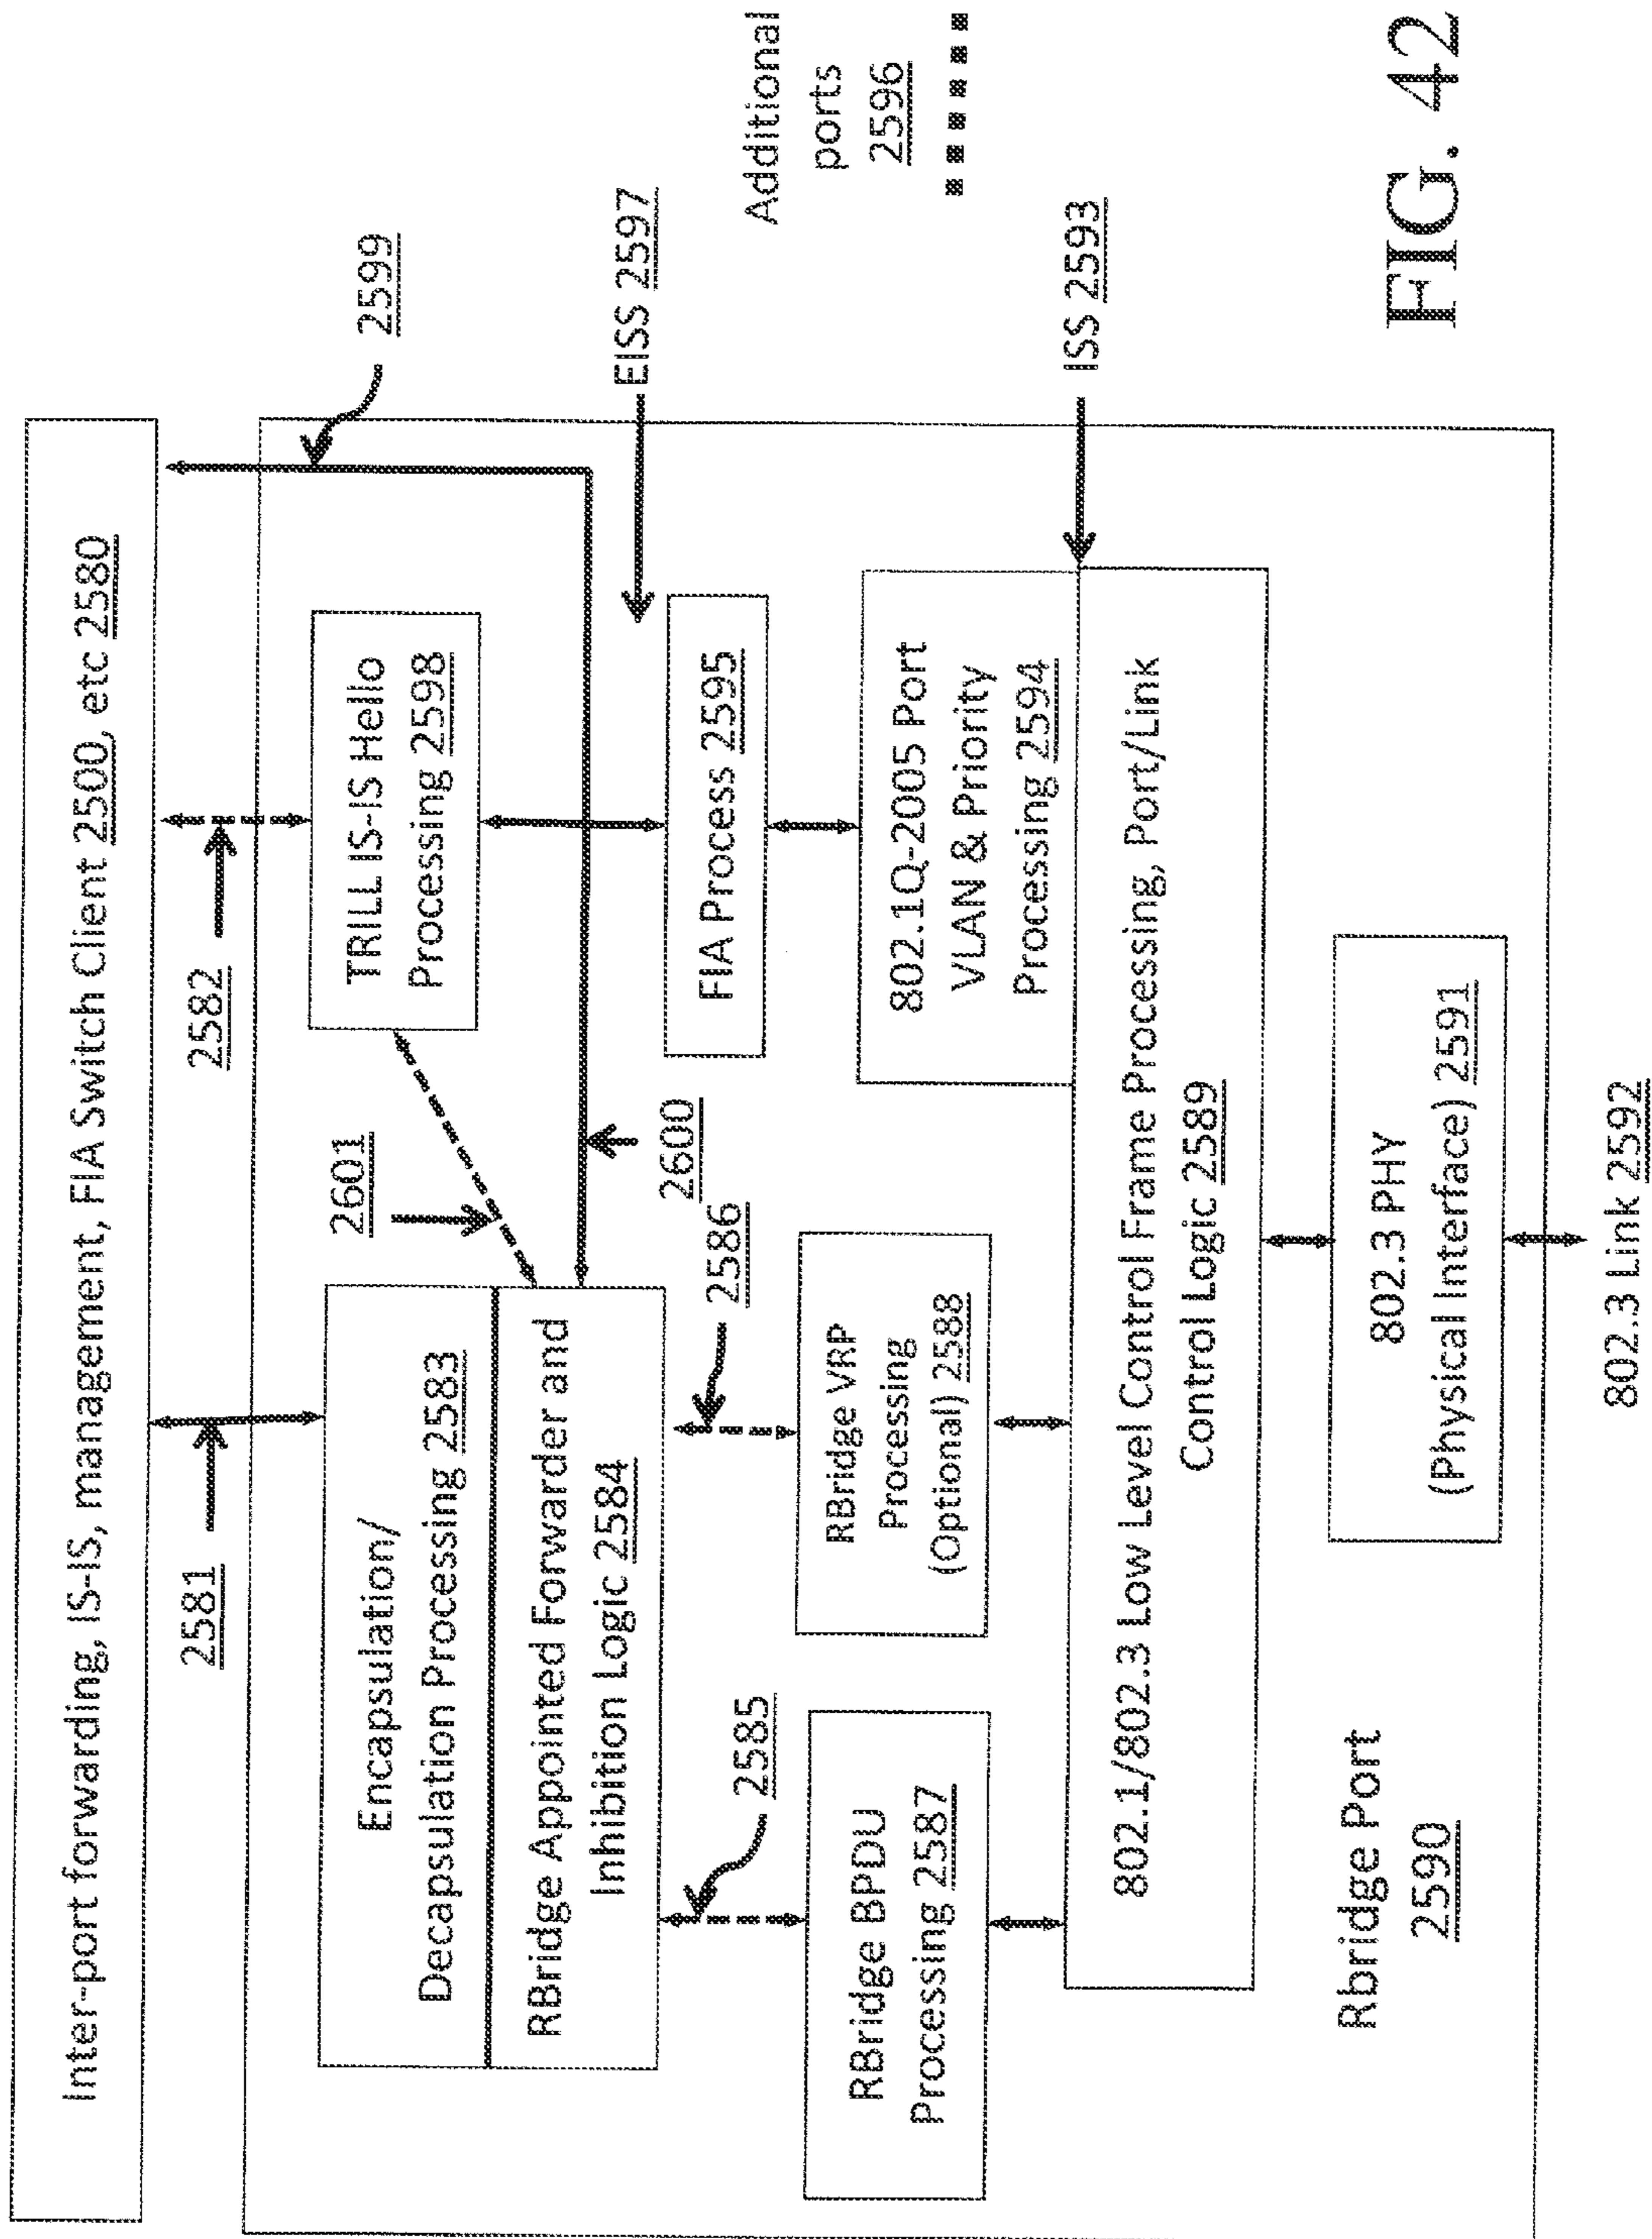 Inter-port forwarding, IS-IS, management, FIA Switch Client 2500, etc 2580
2581
2582
2599
Encapsulation/
Decapsulation Processing 2583
RBridge Appointed Forwarder and
Inhibition Logic 2584
2601
TRILL IS-IS Hello
Processing 2598
2600
EISS 2597
2585
2586
FIA Process 2595
Additional
ports
2596
RBridge BPDU
Processing 2587
RBridge VRP
Processing
(Optional) 2588
802.1Q-2005 Port
VLAN & Priority
Processing 2594
ISS 2593
802.1/802.3 Low Level Control Frame Processing, Port/Link
Control Logic 2589
Rbridge Port
2590
802.3 PHY
(Physical Interface) 2591
802.3 Link 2592
FIG. 42